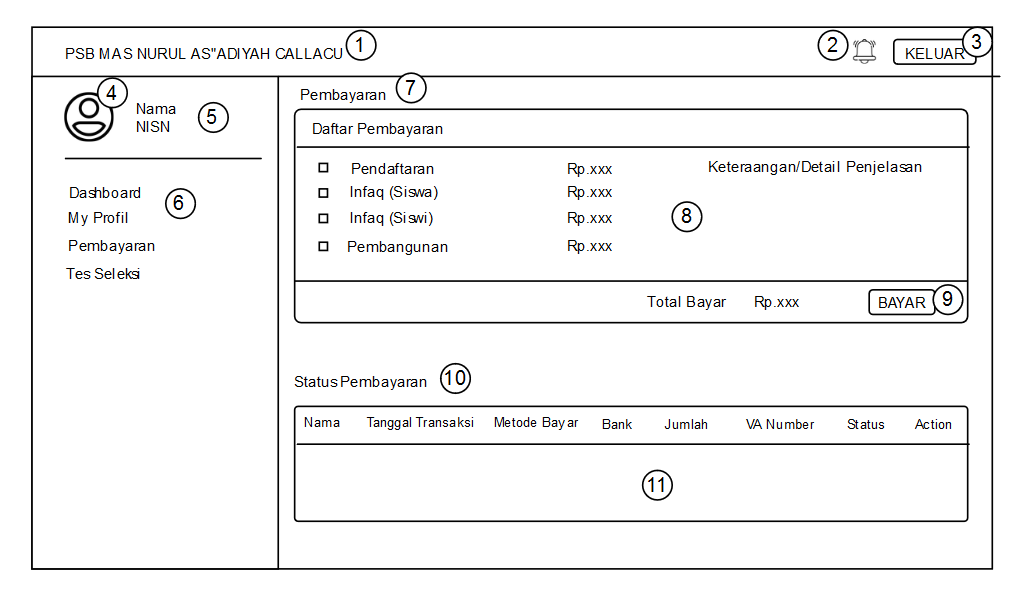 PSB MAS NURUL AS"ADIYAH CALLACU 1
2 KELUAR 3
4
Nama
NISN
5
Dashboard
My Profil
6
Pembayaran
Tes Seleksi
Pembayaran 7
Daftar Pembayaran
Pendaftaran Rp.xxx Keteraangan/Detail Penjelasan
Infaq (Siswa) Rp.xxx
Infaq (Siswi) Rp.xxx 8
Pembangunan Rp.xxx
Total Bayar Rp.xxx BAYAR 9
Status Pembayaran 10
Nama Tanggal Transaksi Metode Bayar Bank Jumlah VA Number Status Action
11